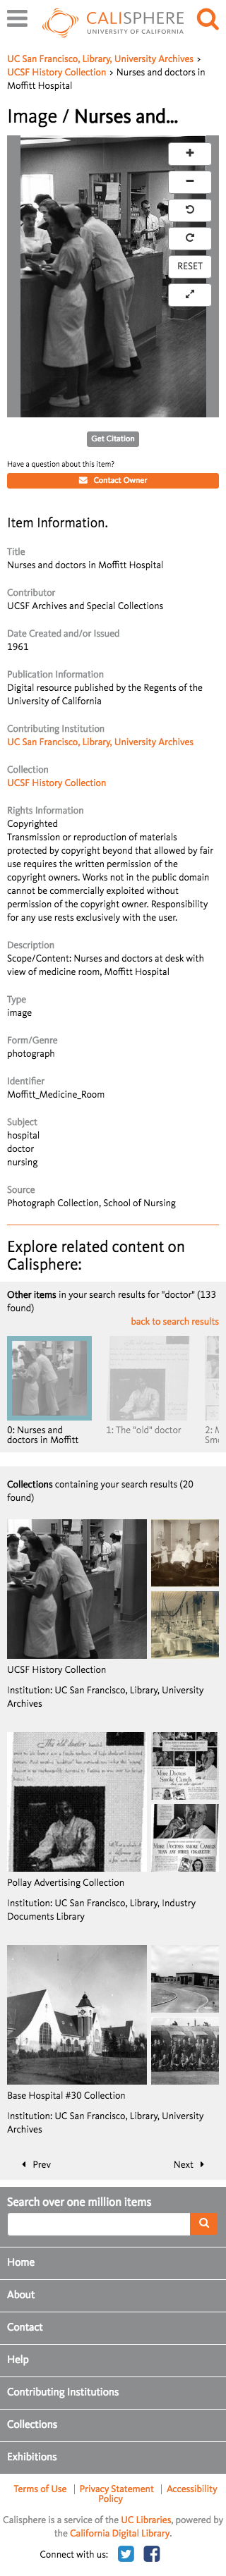 CALISPHERE
UNIVERSITY OF CALIFORNIA
UC San Francisco, Library, University Archives >
UCSF History Collection > Nurses and doctors in
Moffitt Hospital
Image / Nurses and...
RESET
Get Citation
Have a question about this item?
Contact Owner
Item Information.
Title
Nurses and doctors in Moffitt Hospital
Contributor
UCSF Archives and Special Collections
Date Created and/or Issued
1961
Publication Information
Digital resource published by the Regents of the
University of California
Contributing Institution
UC San Francisco, Library, University Archives
Collection
UCSF History Collection
Rights Information
Copyrighted
Transmission or reproduction of materials
protected by copyright beyond that allowed by fair
use requires the written permission of the
copyright owners. Works not in the public domain
cannot be commercially exploited without
permission of the copyright owner. Responsibility
for any use rests exclusively with the user.
Description
Scope/Content: Nurses and doctors at desk with
view of medicine room, Moffitt Hospital
Type
image
Form/Genre
photograph
Identifier
Moffitt_Medicine_Room
Subject
hospital
doctor
nursing
Source
Photograph Collection, School of Nursing
Explore related content on
Calisphere:
Other items in your search results for "doctor" (133
found)
back to search results
0: Nurses and
doctors in Moffitt
1: The "old" doctor
2: M
Smo
Collections containing your search results (20
found)
UCSF History Collection
Institution: UC San Francisco, Library, University
Archives
The old doctor
More
Doctors
Smoke
Camels
More Doctors smoke Camels
than any other cigarette
Pollay Advertising Collection
Institution: UC San Francisco, Library, Industry
Documents Library
Base Hospital #30 Collection
Institution: UC San Francisco, Library, University
Archives
Prev
Next
Search over one million items
Home
About
Contact
Help
Contributing Institutions
Collections
Exhibitions
Terms of Use | Privacy Statement | Accessibility
Policy
Calisphere is a service of the UC Libraries, powered by
the California Digital Library.
Connect with us: